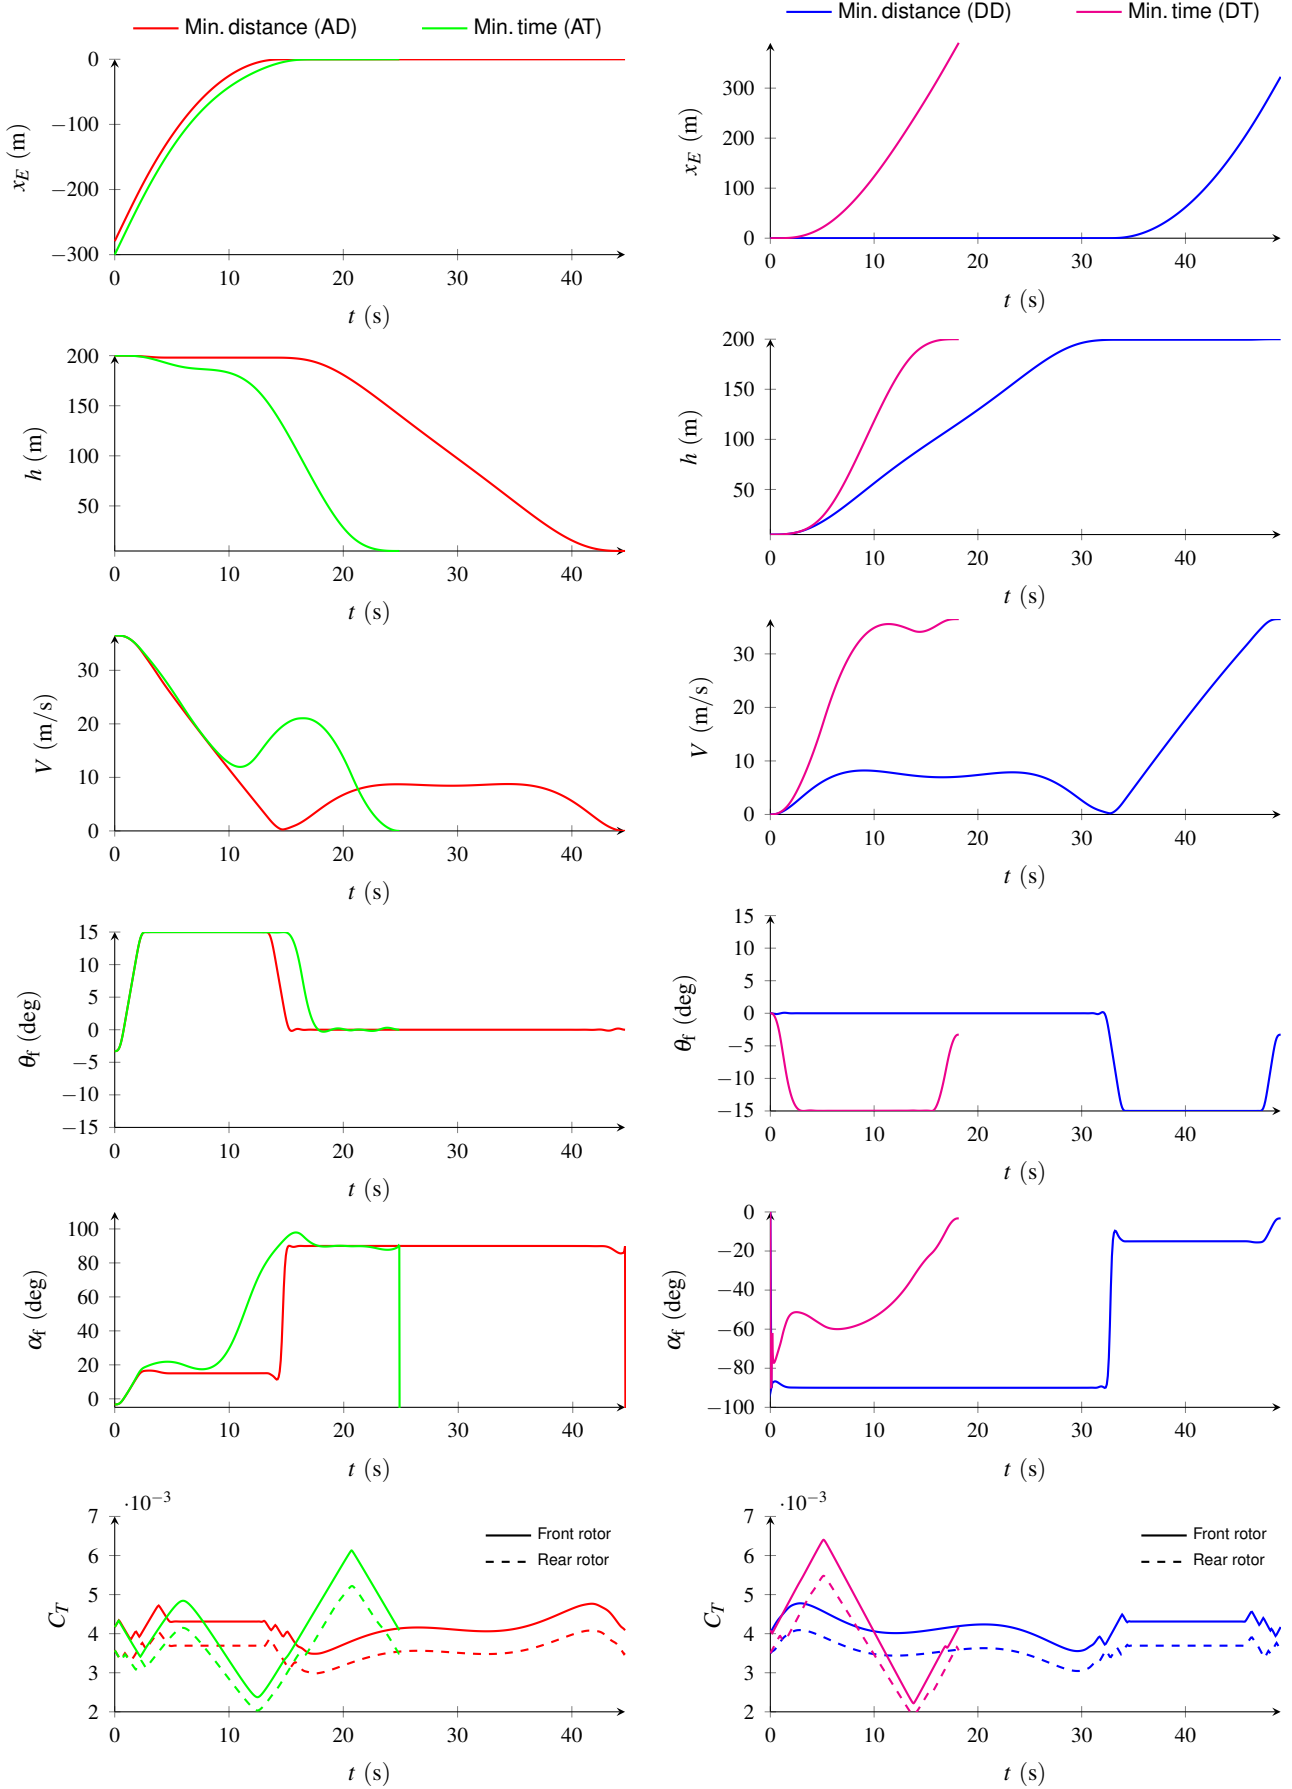 Min. distance (AD) Min. time (AT)
0
−100
−200
−300
x_E (m)
0 10 20 30 40
t (s)
200
150
100
50
h (m)
0 10 20 30 40
t (s)
30
20
10
0
V (m/s)
0 10 20 30 40
t (s)
15
10
5
0
−5
−10
−15
θ_f (deg)
0 10 20 30 40
t (s)
100
80
60
40
20
0
α_f (deg)
0 10 20 30 40
t (s)
·10⁻³
7
6
5
4
3
2
C_T
Front rotor
Rear rotor
0 10 20 30 40
t (s)
Min. distance (DD) Min. time (DT)
300
200
100
0
x_E (m)
0 10 20 30 40
t (s)
200
150
100
50
h (m)
0 10 20 30 40
t (s)
30
20
10
0
V (m/s)
0 10 20 30 40
t (s)
15
10
5
0
−5
−10
−15
θ_f (deg)
0 10 20 30 40
t (s)
0
−20
−40
−60
−80
−100
α_f (deg)
0 10 20 30 40
t (s)
·10⁻³
7
6
5
4
3
2
C_T
Front rotor
Rear rotor
0 10 20 30 40
t (s)